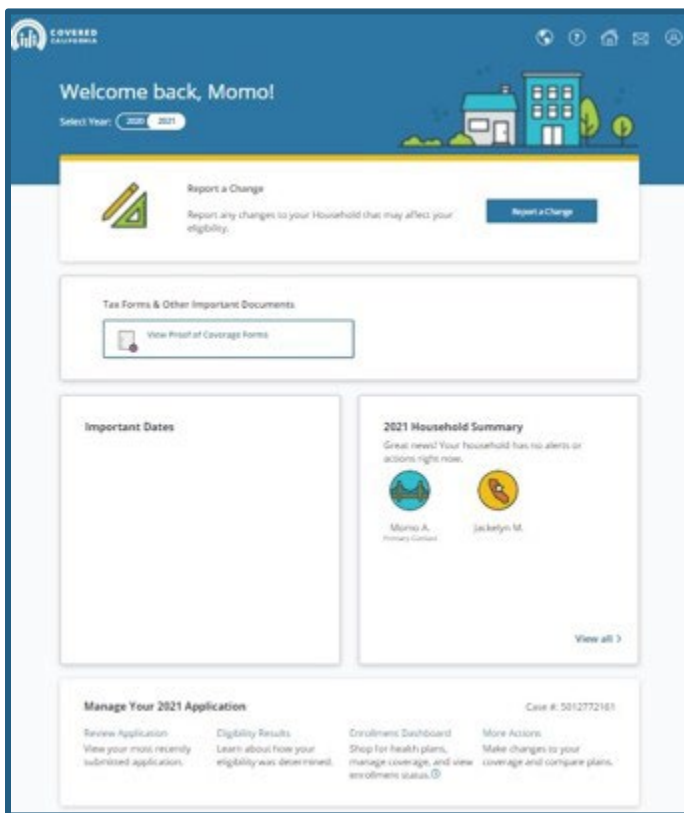 COVERED
CALIFORNIA
Welcome back, Momo!
Select Year: 2020 2021
Report a Change
Report any changes to your Household that may affect your
eligibility.
Report a Change
Tax Forms & Other Important Documents
View Proof of Coverage Forms
Important Dates
2021 Household Summary
Great news! Your household has no alerts or
actions right now.
Momo A.
Primary Contact
Jackelyn M.
View all >
Manage Your 2021 Application
Case #: 5012772161
Review Application
View your most recently
submitted application.
Eligibility Results
Learn about how your
eligibility was determined.
Enrollment Dashboard
Shop for health plans,
manage coverage, and view
enrollment status.
More Actions
Make changes to your
coverage and compare plans.